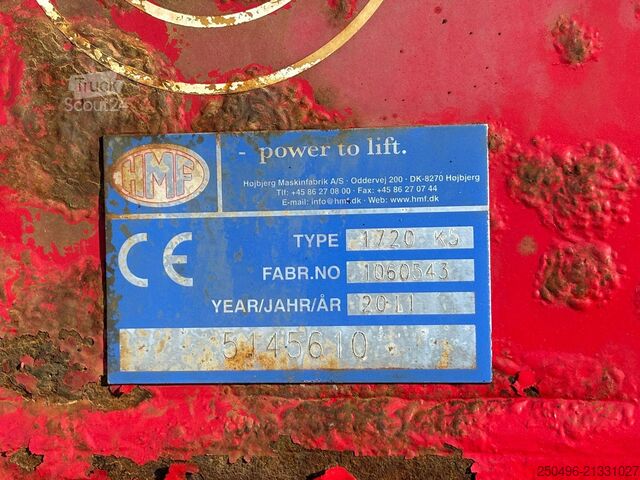 Truck
Scout24
HMF
- power to lift.
Højbjerg Maskinfabrik A/S · Oddervej 200 · DK-8270 Højbjerg
Tlf: +45 86 27 08 00 · Fax: +45 86 27 07 44
E-mail: info@hmf.dk · Web: www.hmf.dk
CE
TYPE 1720 K5
FABR.NO 1060543
YEAR/JAHR/ÅR 2011
5145610
250496-21331027